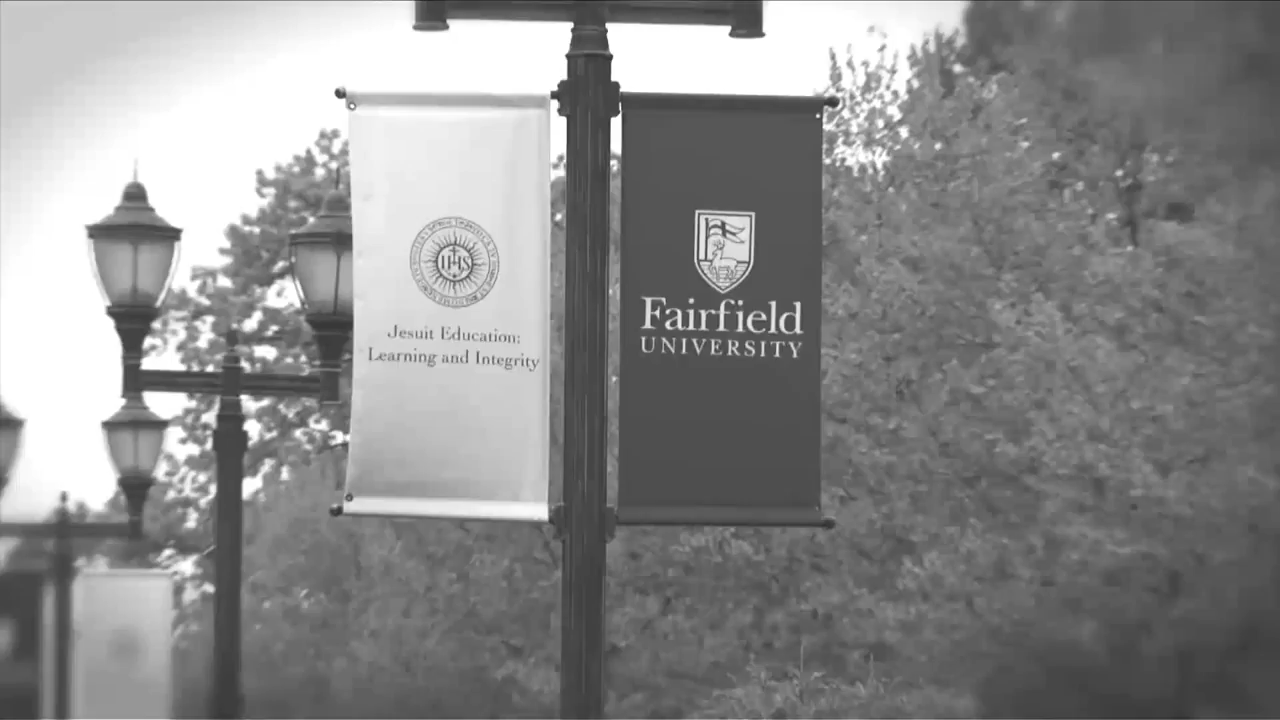 IHS
Jesuit Education:
Learning and Integrity
Fairfield
UNIVERSITY